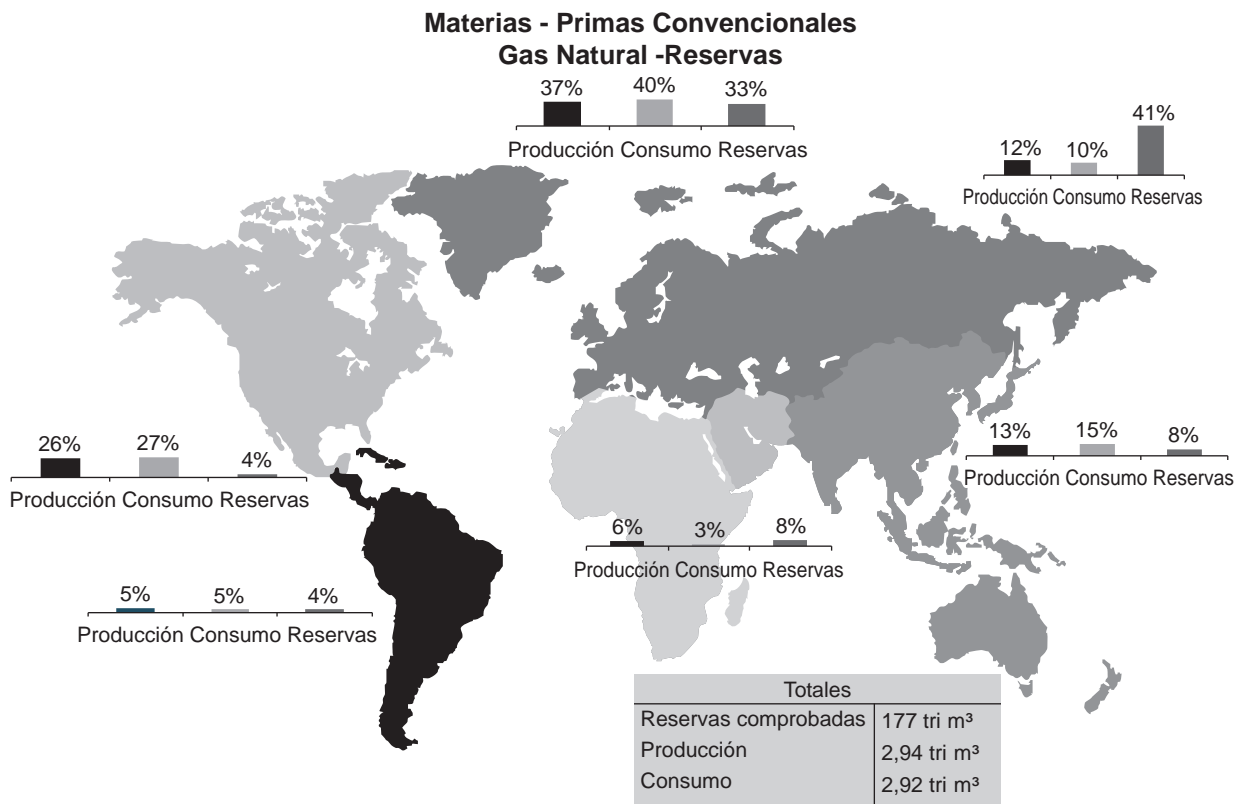 Materias - Primas Convencionales
Gas Natural -Reservas
37% 40% 33%
Producción Consumo Reservas
12% 10% 41%
Producción Consumo Reservas
26% 27% 4%
Producción Consumo Reservas
13% 15% 8%
Producción Consumo Reservas
6% 3% 8%
Producción Consumo Reservas
5% 5% 4%
Producción Consumo Reservas
Totales
Reservas comprobadas 177 tri m³
Producción 2,94 tri m³
Consumo 2,92 tri m³